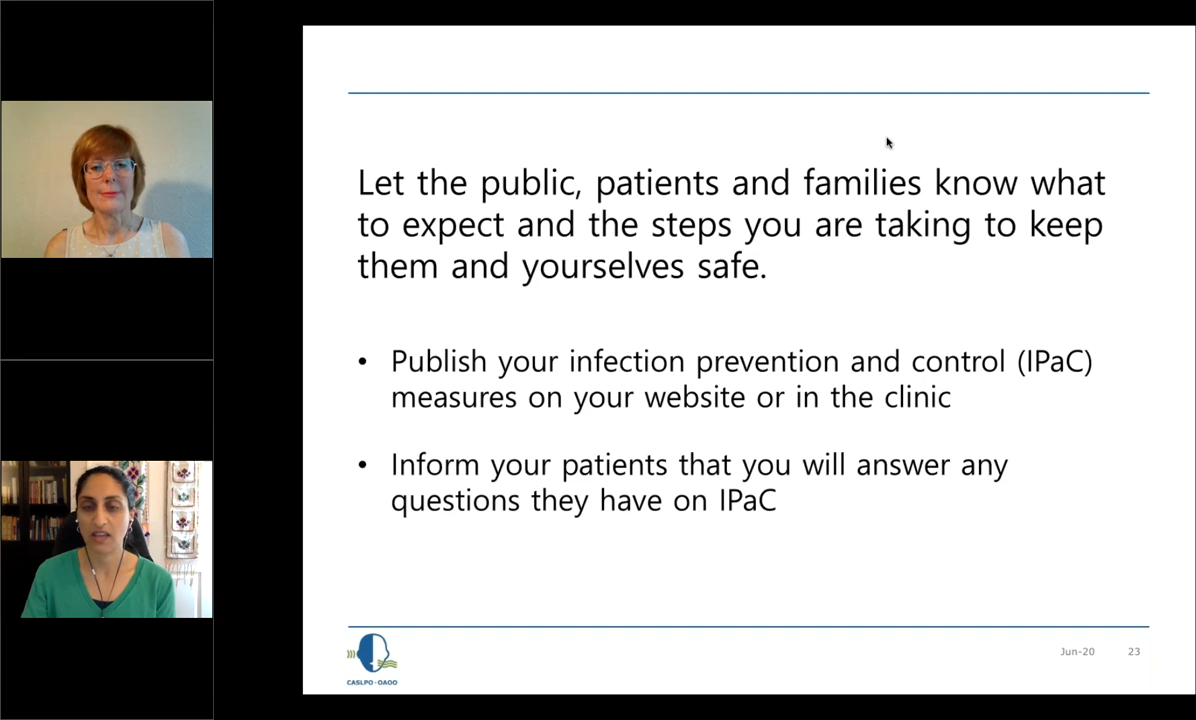 Let the public, patients and families know what
to expect and the steps you are taking to keep
them and yourselves safe.
• Publish your infection prevention and control (IPaC)
measures on your website or in the clinic
• Inform your patients that you will answer any
questions they have on IPaC
CASLPO·OAOO
Jun-20 23